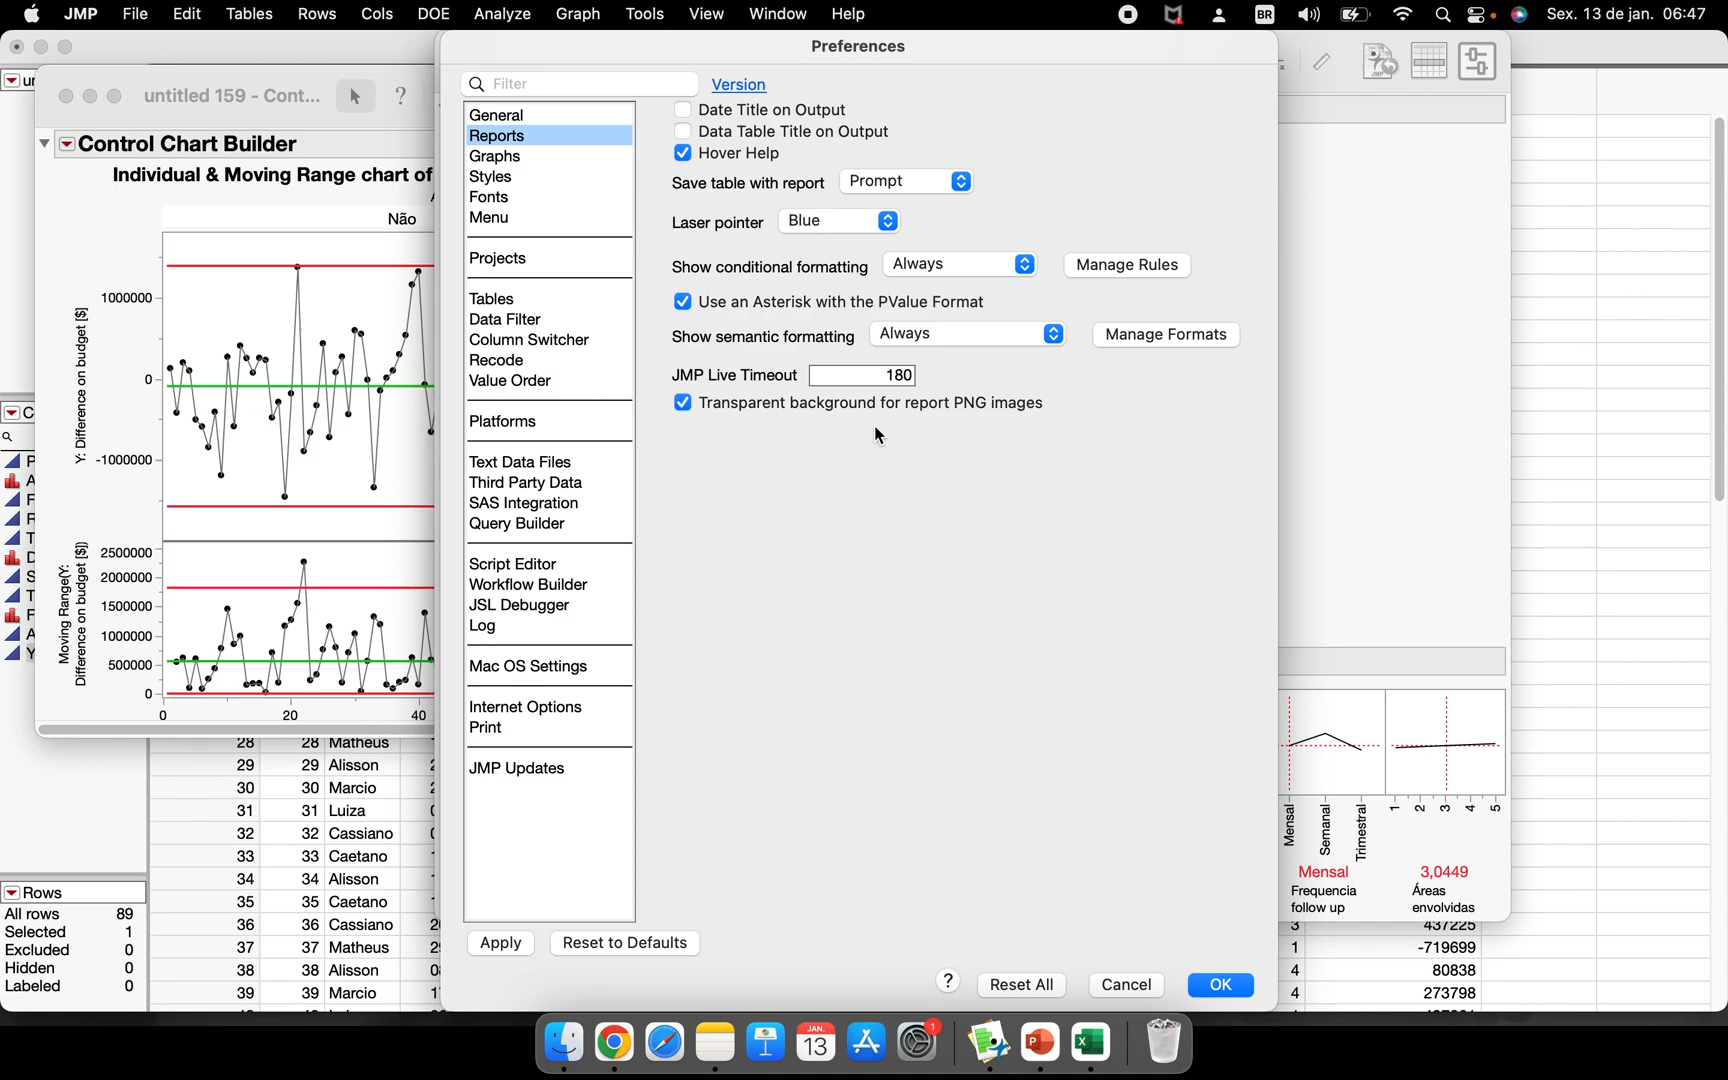 JMP File Edit Tables Rows Cols DOE Analyze Graph Tools View Window Help BR Sex. 13 de jan. 06:47
Preferences
untitled 159 - Cont... ?
Control Chart Builder
Individual & Moving Range chart of
Não
Y: Difference on budget [$]
1000000
0
-1000000
Moving Range(Y:
Difference on budget [$])
2500000
2000000
1500000
1000000
500000
0
0 20 40
Filter
Version
General
Reports
Graphs
Styles
Fonts
Menu
Projects
Tables
Data Filter
Column Switcher
Recode
Value Order
Platforms
Text Data Files
Third Party Data
SAS Integration
Query Builder
Script Editor
Workflow Builder
JSL Debugger
Log
Mac OS Settings
Internet Options
Print
JMP Updates
Date Title on Output
Data Table Title on Output
Hover Help
Save table with report Prompt
Laser pointer Blue
Show conditional formatting Always Manage Rules
Use an Asterisk with the PValue Format
Show semantic formatting Always Manage Formats
JMP Live Timeout 180
Transparent background for report PNG images
Apply Reset to Defaults
? Reset All Cancel OK
28 28 Matheus
29 29 Alisson
30 30 Marcio
31 31 Luiza
32 32 Cassiano
33 33 Caetano
34 34 Alisson
35 35 Caetano
36 36 Cassiano
37 37 Matheus
38 38 Alisson
39 39 Marcio
Rows
All rows 89
Selected 1
Excluded 0
Hidden 0
Labeled 0
Mensal
Semanal
Trimestral
1 2 3 4 5
Mensal
Frequencia
follow up
3,0449
Áreas
envolvidas
3 437225
1 -719699
4 80838
4 273798
JAN.
13
1